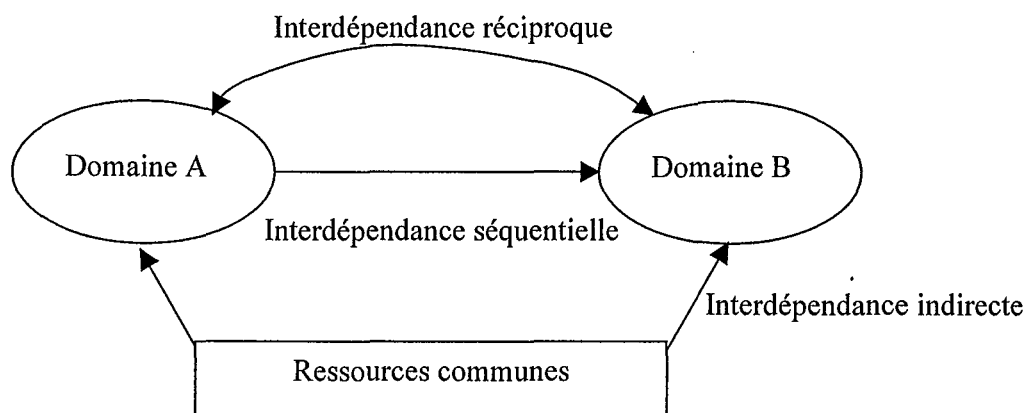 Interdépendance réciproque
Domaine A
Domaine B
Interdépendance séquentielle
Interdépendance indirecte
Ressources communes